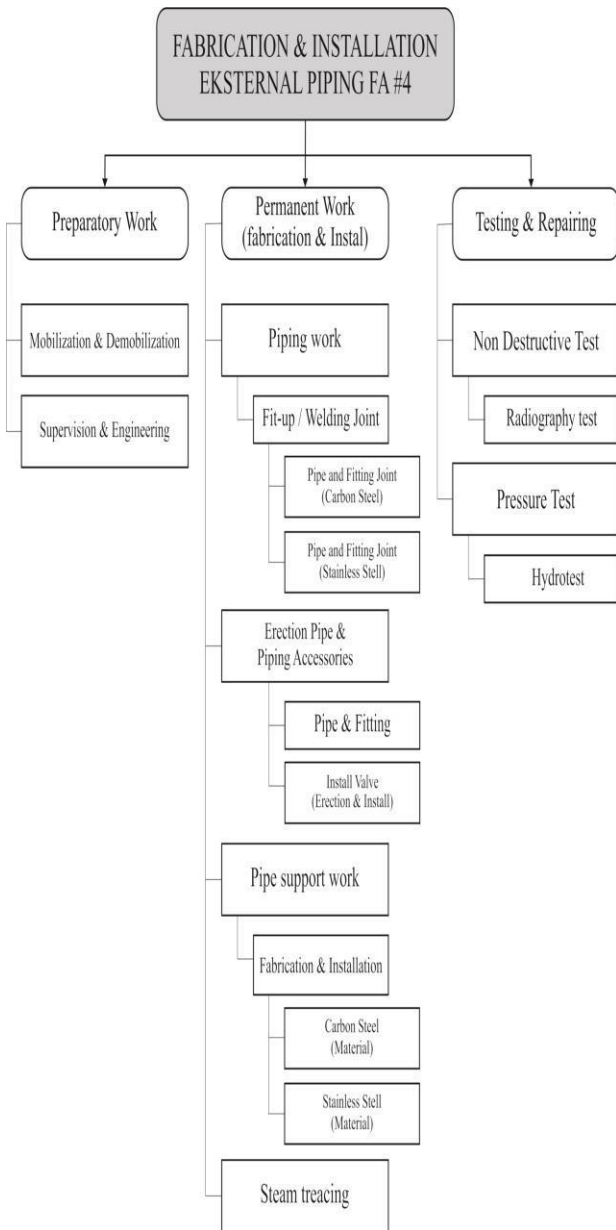 FABRICATION & INSTALLATION
EKSTERNAL PIPING FA #4
Preparatory Work
Mobilization & Demobilization
Supervision & Engineering
Permanent Work
(fabrication & Instal)
Piping work
Fit-up / Welding Joint
Pipe and Fitting Joint
(Carbon Steel)
Pipe and Fitting Joint
(Stainless Stell)
Erection Pipe &
Piping Accessories
Pipe & Fitting
Install Valve
(Erection & Install)
Pipe support work
Fabrication & Installation
Carbon Steel
(Material)
Stainless Stell
(Material)
Steam treacing
Testing & Repairing
Non Destructive Test
Radiography test
Pressure Test
Hydrotest